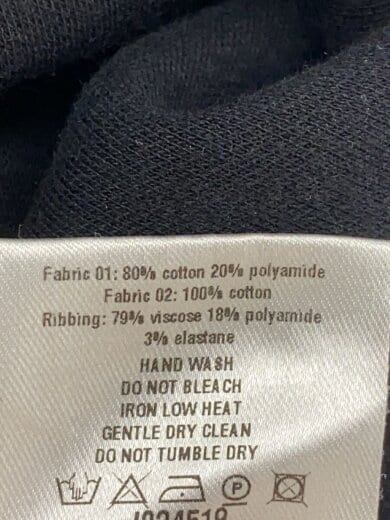 Fabric 01: 80% cotton 20% polyamide
Fabric 02: 100% cotton
Ribbing: 79% viscose 18% polyamide
3% elastane
HAND WASH
DO NOT BLEACH
IRON LOW HEAT
GENTLE DRY CLEAN
DO NOT TUMBLE DRY
P